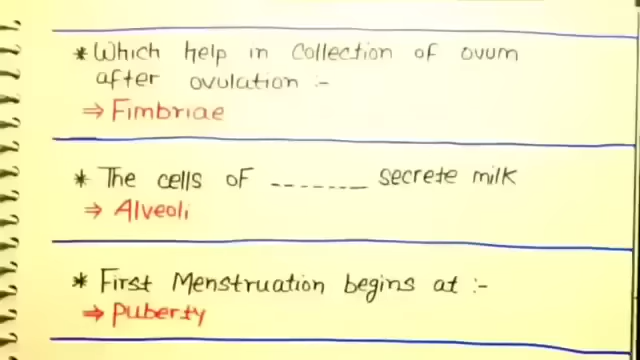 * Which help in collection of ovum
after ovulation :-
⇒ Fimbriae
* The cells of _______ secrete milk
⇒ Alveoli
* First Menstruation begins at :-
⇒ Puberty